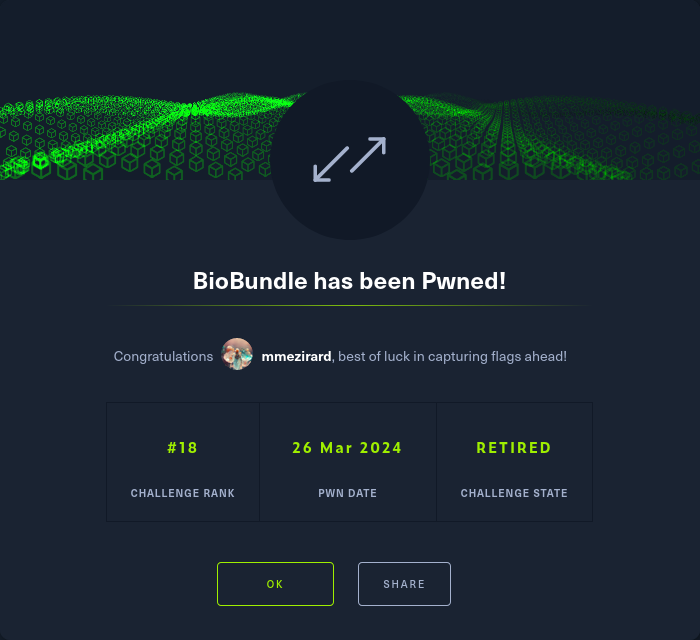 BioBundle has been Pwned!
Congratulations mmezirard, best of luck in capturing flags ahead!
#18 26 Mar 2024 RETIRED
CHALLENGE RANK PWN DATE CHALLENGE STATE
OK SHARE